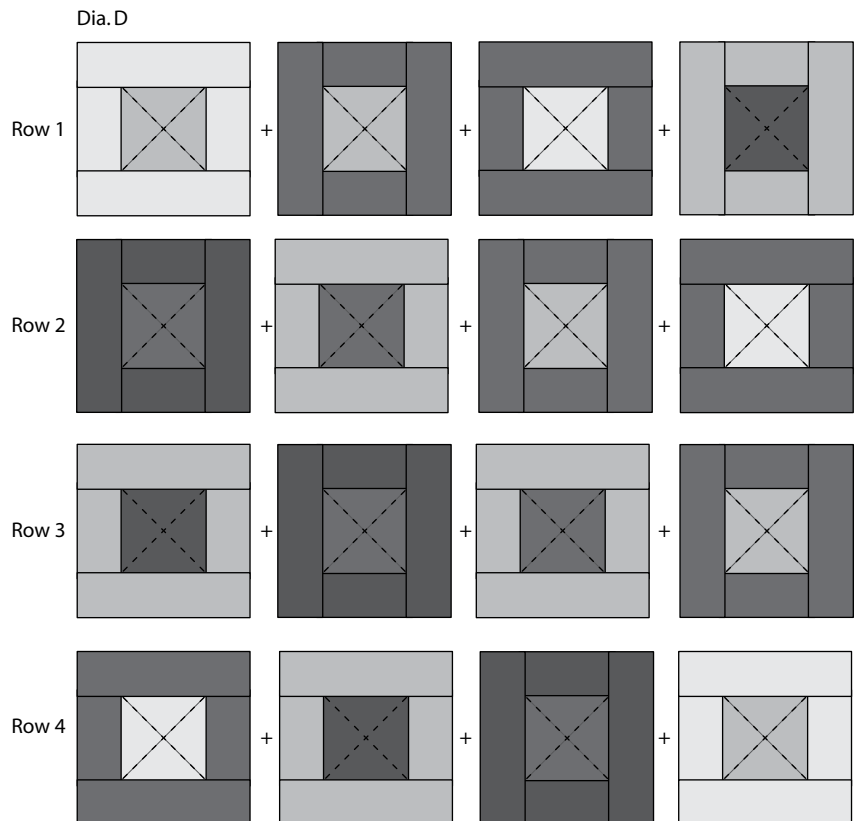 Dia. D
Row 1 + + +
Row 2 + + +
Row 3 + + +
Row 4 + + +